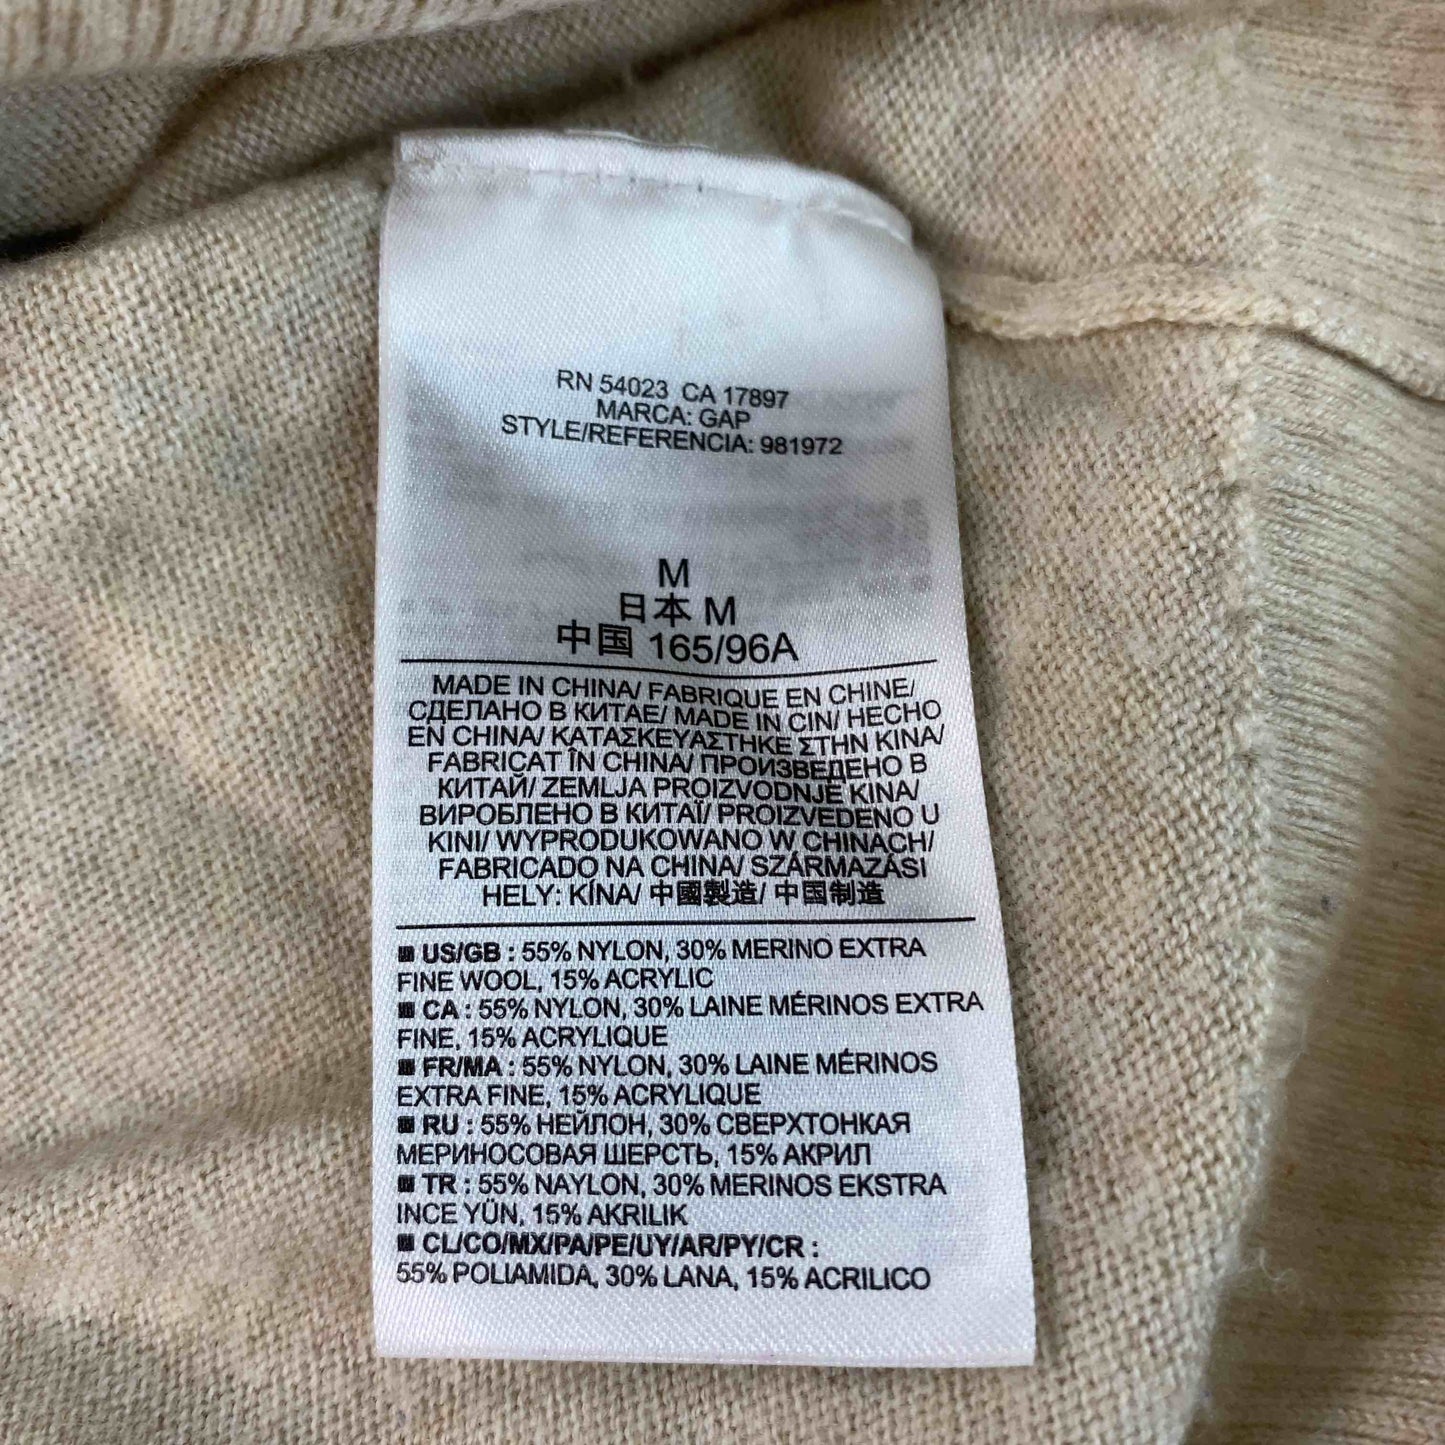 RN 54023 CA 17897
MARCA: GAP
STYLE/REFERENCIA: 981972
M
日本 M
中国 165/96A
MADE IN CHINA/ FABRIQUE EN CHINE/
СДЕЛАНО В КИТАЕ/ MADE IN CIN/ HECHO
EN CHINA/ ΚΑΤΑΣΚΕΥΑΣΤΗΚΕ ΣΤΗΝ ΚΙΝΑ/
FABRICAT ÎN CHINA/ ПРОИЗВЕДЕНО В
КИТАЙ/ ZEMLJA PROIZVODNJE KINA/
ВИРОБЛЕНО В КИТАЇ/ PROIZVEDENO U
KINI/ WYPRODUKOWANO W CHINACH/
FABRICADO NA CHINA/ SZÁRMAZÁSI
HELY: KÍNA/ 中國製造/ 中国制造
US/GB : 55% NYLON, 30% MERINO EXTRA
FINE WOOL, 15% ACRYLIC
CA : 55% NYLON, 30% LAINE MÉRINOS EXTRA
FINE, 15% ACRYLIQUE
FR/MA : 55% NYLON, 30% LAINE MÉRINOS
EXTRA FINE, 15% ACRYLIQUE
RU : 55% НЕЙЛОН, 30% СВЕРХТОНКАЯ
МЕРИНОСОВАЯ ШЕРСТЬ, 15% АКРИЛ
TR : 55% NAYLON, 30% MERINOS EKSTRA
INCE YÜN, 15% AKRILIK
CL/CO/MX/PA/PE/UY/AR/PY/CR :
55% POLIAMIDA, 30% LANA, 15% ACRILICO